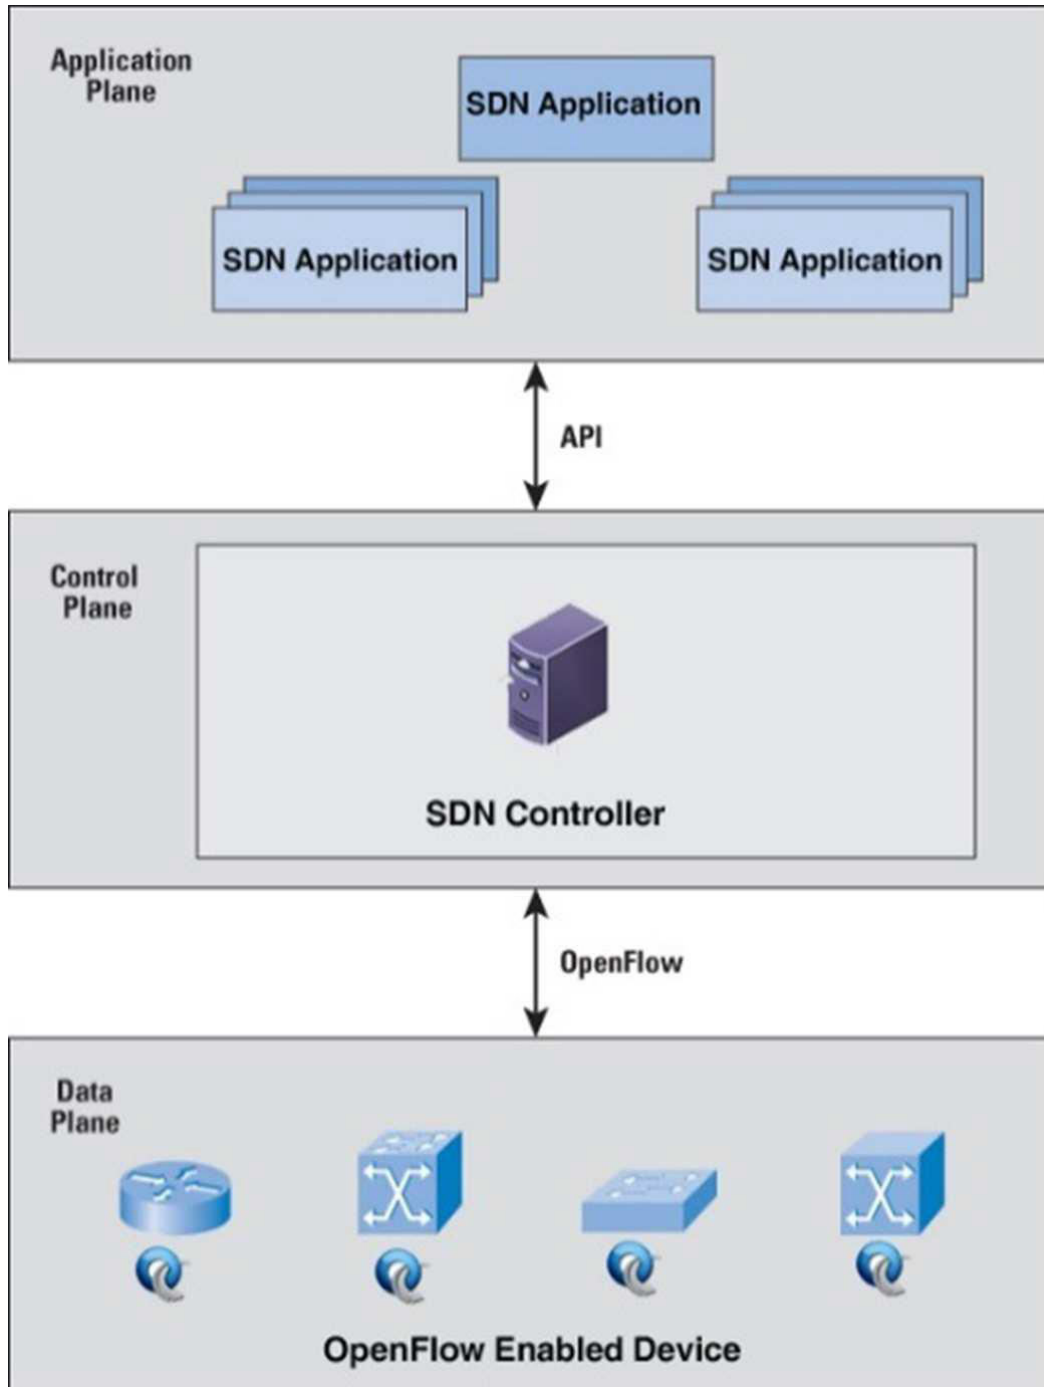 Application
Plane
SDN Application
SDN Application
SDN Application
API
Control
Plane
SDN Controller
OpenFlow
Data
Plane
OpenFlow Enabled Device